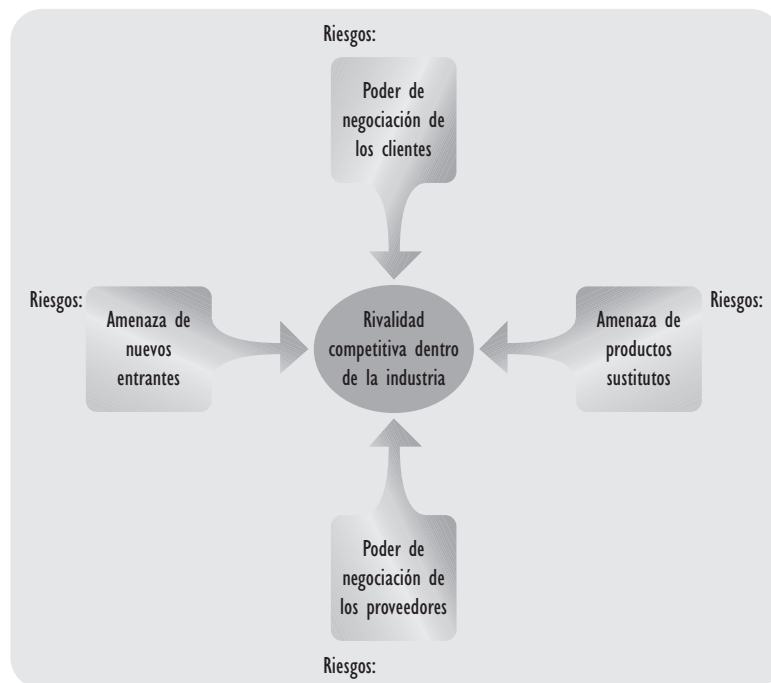 Riesgos:
Poder de
negociación de
los clientes
Riesgos:
Amenaza de
nuevos
entrantes
Rivalidad
competitiva dentro
de la industria
Amenaza de
productos
sustitutos
Riesgos:
Poder de
negociación de
los proveedores
Riesgos: